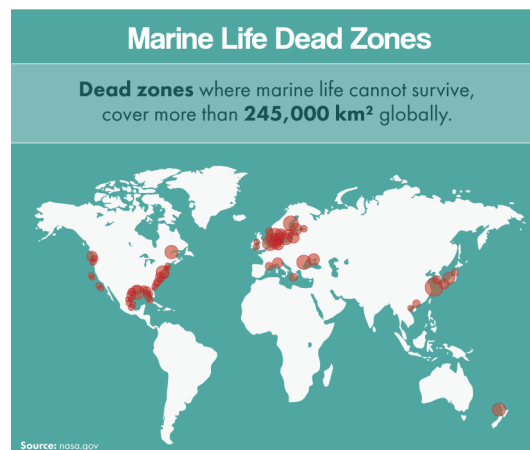 Marine Life Dead Zones
Dead zones where marine life cannot survive,
cover more than 245,000 km² globally.
Source: nasa.gov